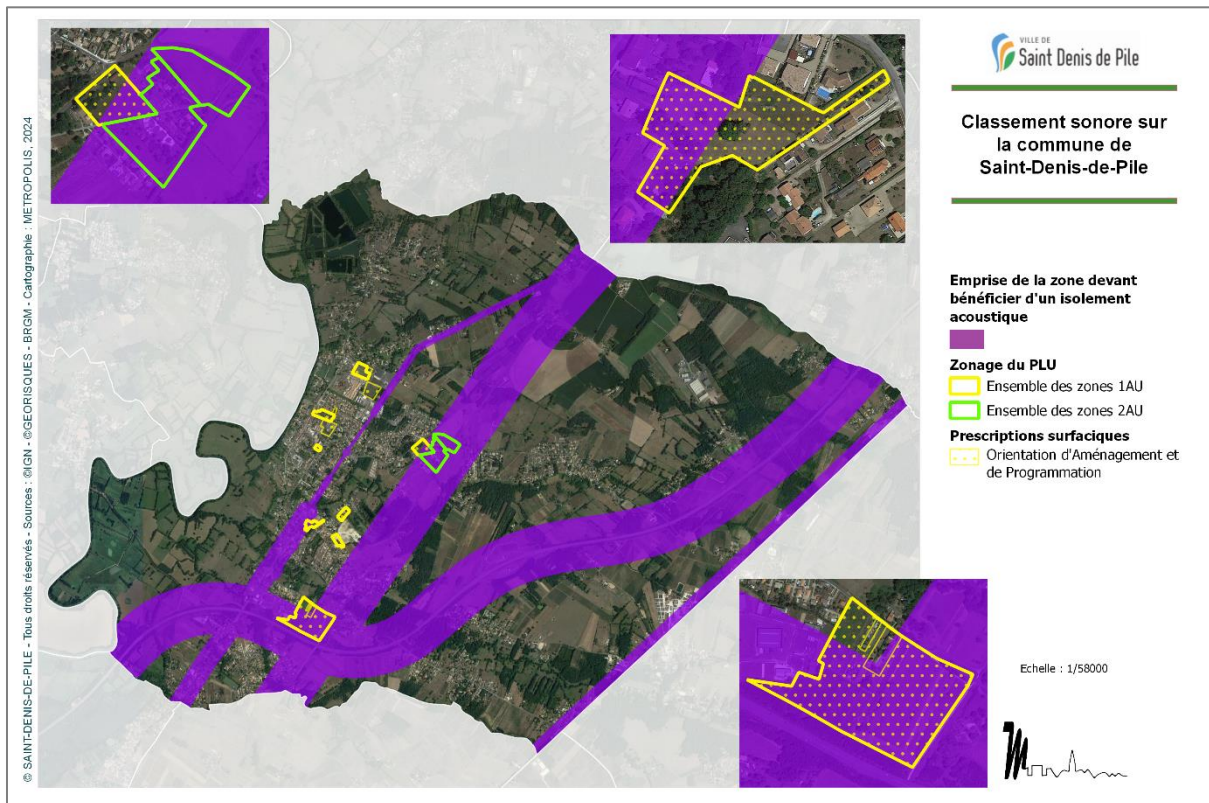 © SAINT-DENIS-DE-PILE - Tous droits réservés - Sources : ©IGN - ©GEORISQUES - BRGM - Cartographie : METROPOLIS, 2024
VILLE DE
Saint Denis de Pile
Classement sonore sur
la commune de
Saint-Denis-de-Pile
Emprise de la zone devant
bénéficier d'un isolement
acoustique
Zonage du PLU
Ensemble des zones 1AU
Ensemble des zones 2AU
Prescriptions surfaciques
Orientation d'Aménagement et
de Programmation
Echelle : 1/58000